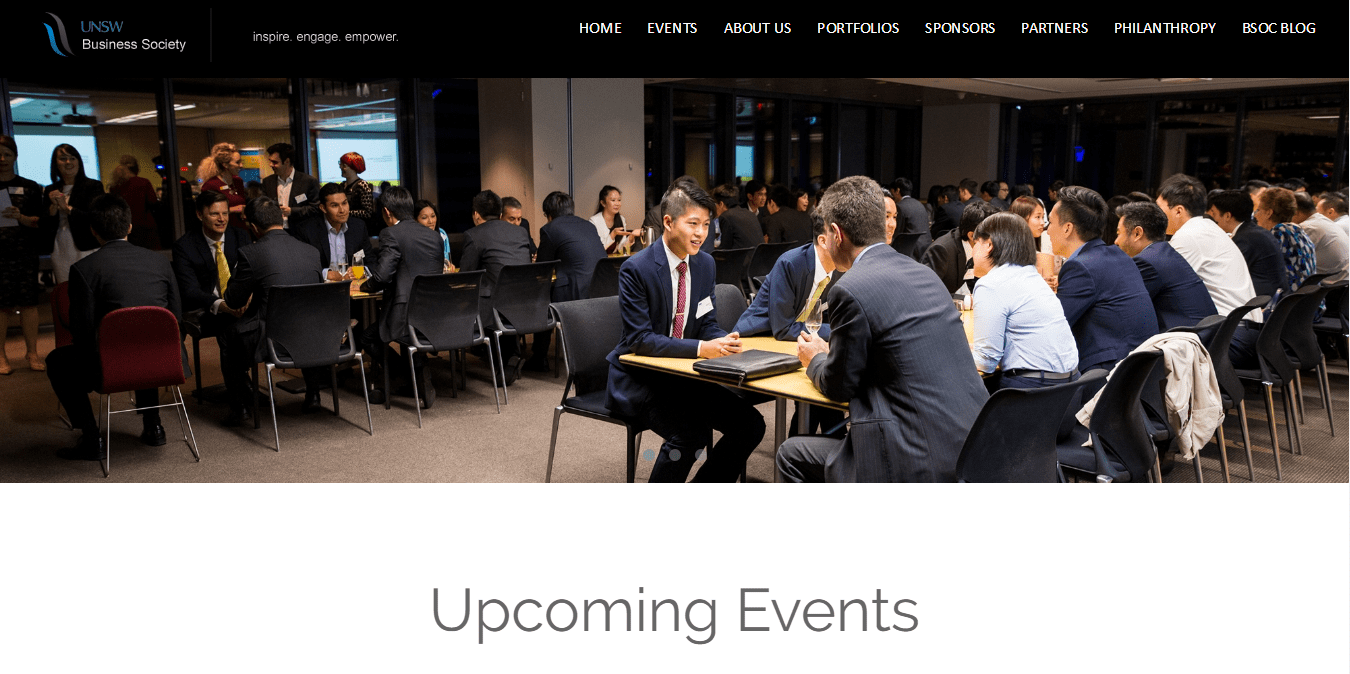 UNSW
Business Society
inspire. engage. empower.
HOME EVENTS ABOUT US PORTFOLIOS SPONSORS PARTNERS PHILANTHROPY BSOC BLOG
Upcoming Events